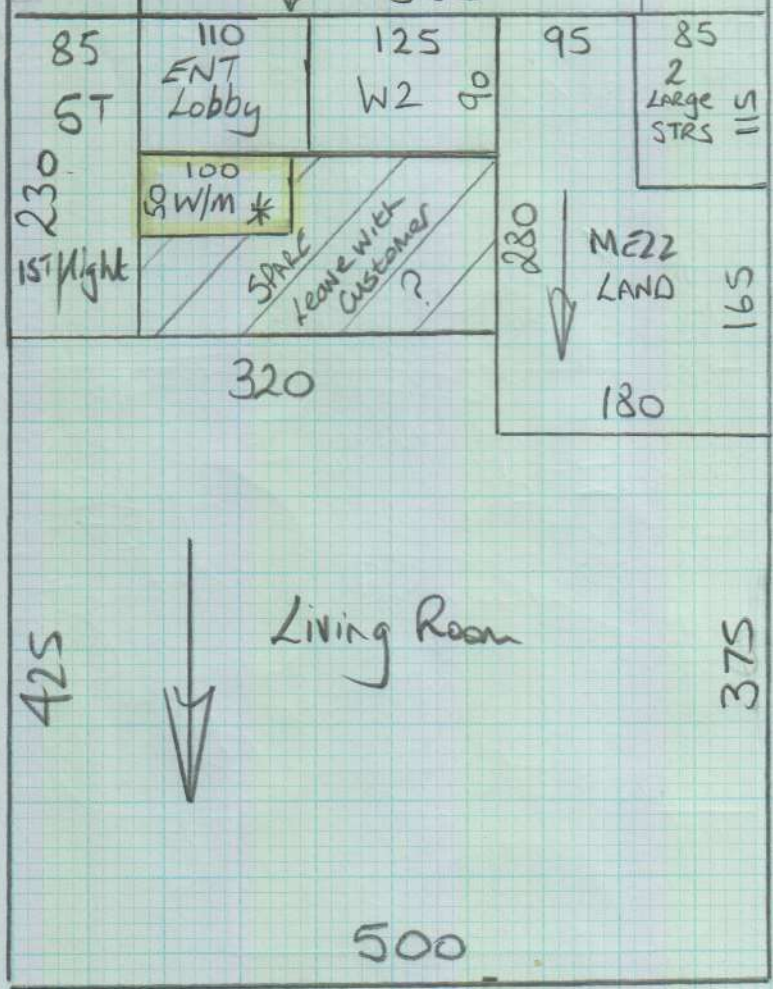 85
5T
230
1ST flight
110
ENT
Lobby
125
W2
90
95
85
2
LARge
STRS
115
100
50 W/M *
SPARE
Leave with
Customer
?
280
MEZZ
LAND
165
180
320
Living Room
425
375
500